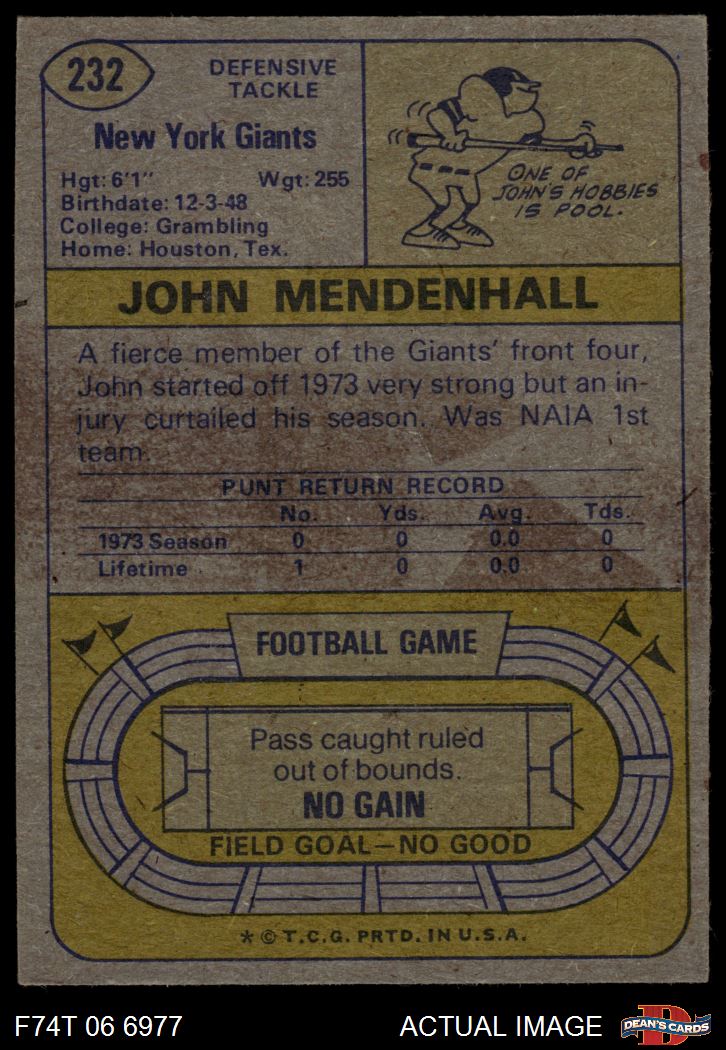 232
DEFENSIVE
TACKLE
New York Giants
Hgt: 6'1" Wgt: 255
Birthdate: 12-3-48
College: Grambling
Home: Houston, Tex.
ONE OF
JOHN'S HOBBIES
IS POOL.
JOHN MENDENHALL
A fierce member of the Giants' front four,
John started off 1973 very strong but an in-
jury curtailed his season. Was NAIA 1st
team.
PUNT RETURN RECORD
No. Yds. Avg. Tds.
1973 Season 0 0 0.0 0
Lifetime 1 0 0.0 0
FOOTBALL GAME
Pass caught ruled
out of bounds.
NO GAIN
FIELD GOAL—NO GOOD
* © T.C.G. PRTD. IN U.S.A.
F74T 06 6977 ACTUAL IMAGE
D
DEAN'S CARDS